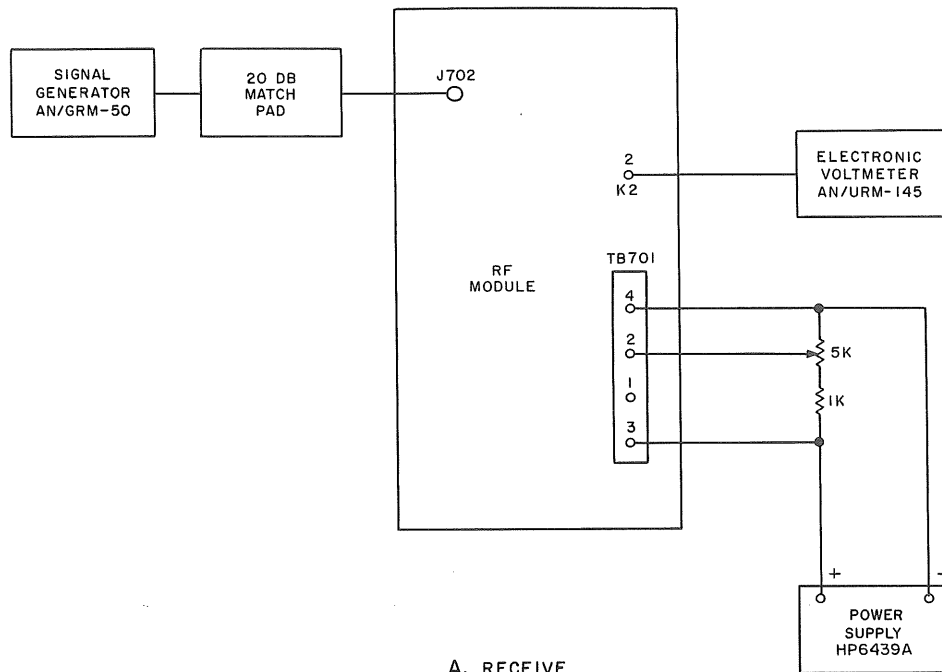 SIGNAL
GENERATOR
AN/GRM-50
20 DB
MATCH
PAD
J702
2
K2
ELECTRONIC
VOLTMETER
AN/URM-145
RF
MODULE
TB701
4
2
1
3
5K
1K
+
-
POWER
SUPPLY
HP6439A
A. RECEIVE